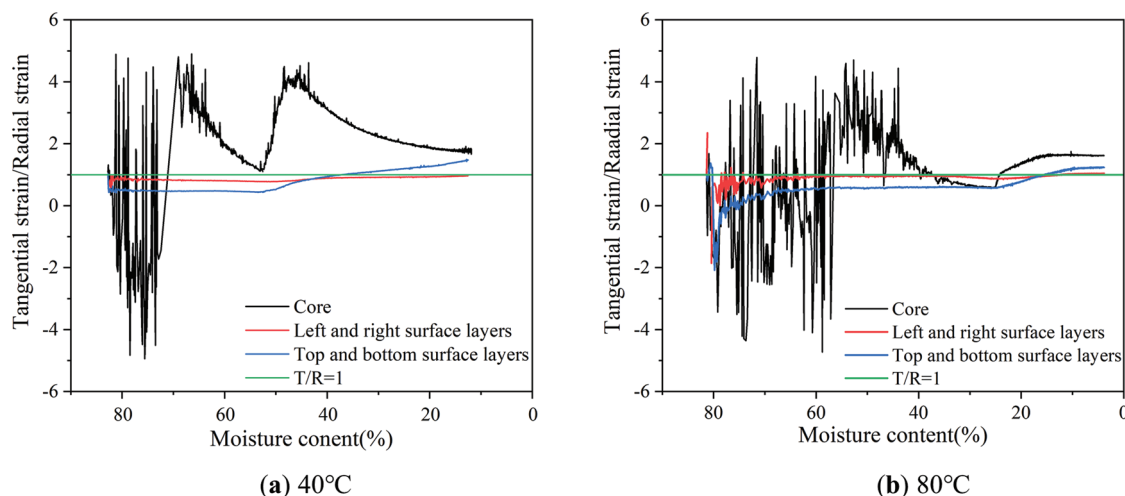 6
4
2
0
-2
-4
-6
Tangential strain/Radial strain
Core
Left and right surface layers
Top and bottom surface layers
T/R=1
80
60
40
20
0
Moisture conent(%)
(a) 40℃
6
4
2
0
-2
-4
-6
Tangential strain/Raadial strain
Core
Left and right surface layers
Top and bottom surface layers
T/R=1
80
60
40
20
0
Moisture content(%)
(b) 80℃